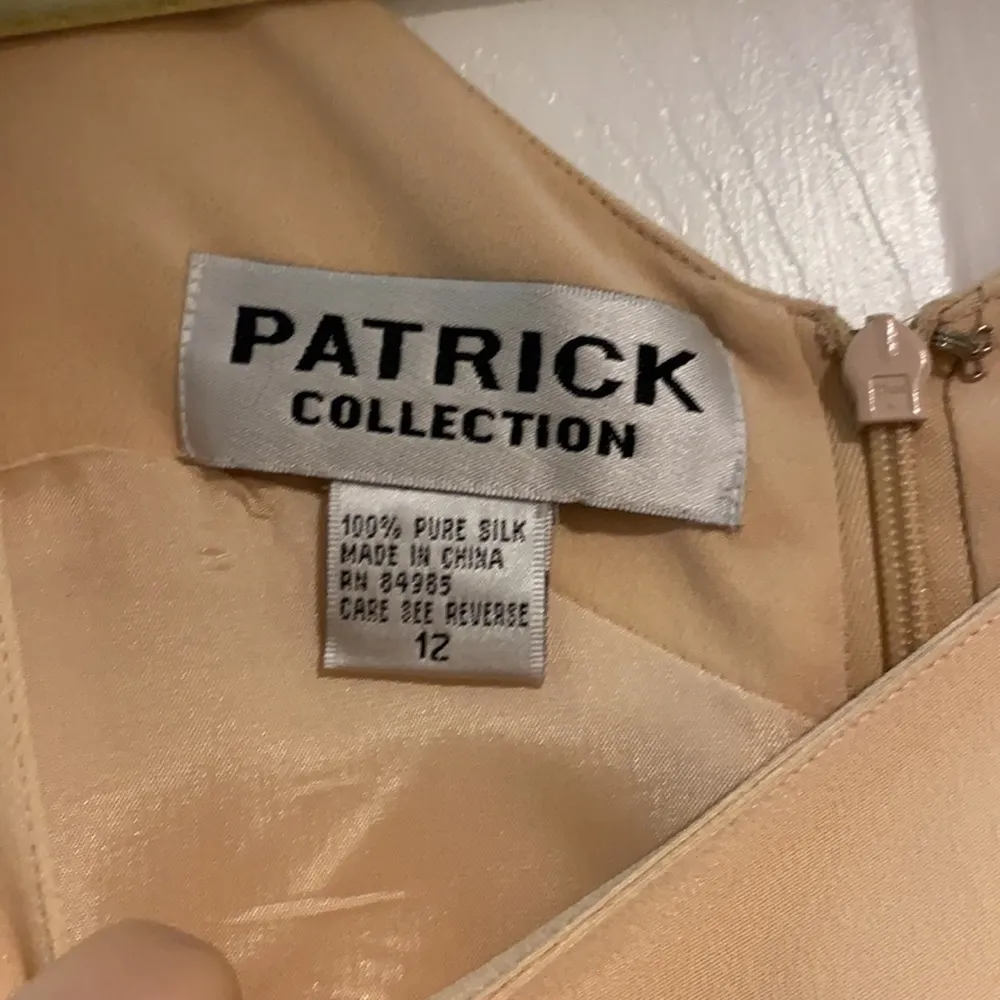 PATRICK
COLLECTION
100% PURE SILK
MADE IN CHINA
RN 84985
CARE SEE REVERSE
12